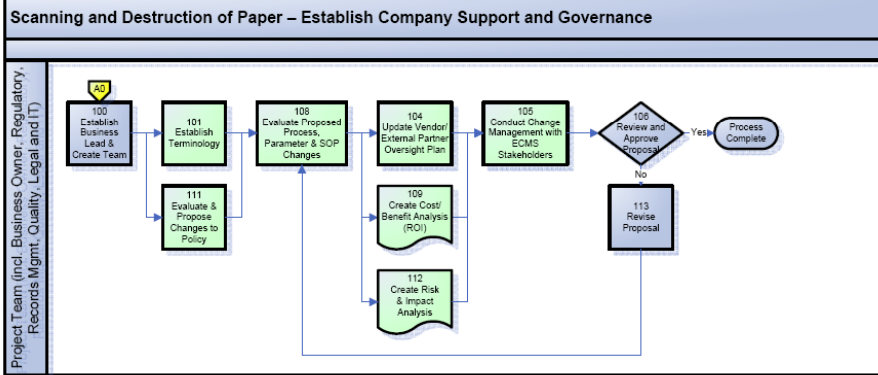 Scanning and Destruction of Paper – Establish Company Support and Governance
Project Team (incl. Business Owner, Regulatory,
Records Mgmt, Quality, Legal and IT)
A0
100
Establish
Business
Lead &
Create Team
101
Establish
Terminology
111
Evaluate &
Propose
Changes to
Policy
108
Evaluate Proposed
Process,
Parameter & SOP
Changes
104
Update Vendor/
External Partner
Oversight Plan
109
Create Cost/
Benefit Analysis
(ROI)
112
Create Risk
& Impact
Analysis
105
Conduct Change
Management with
ECMS
Stakeholders
106
Review and
Approve
Proposal
Yes
Process
Complete
No
113
Revise
Proposal